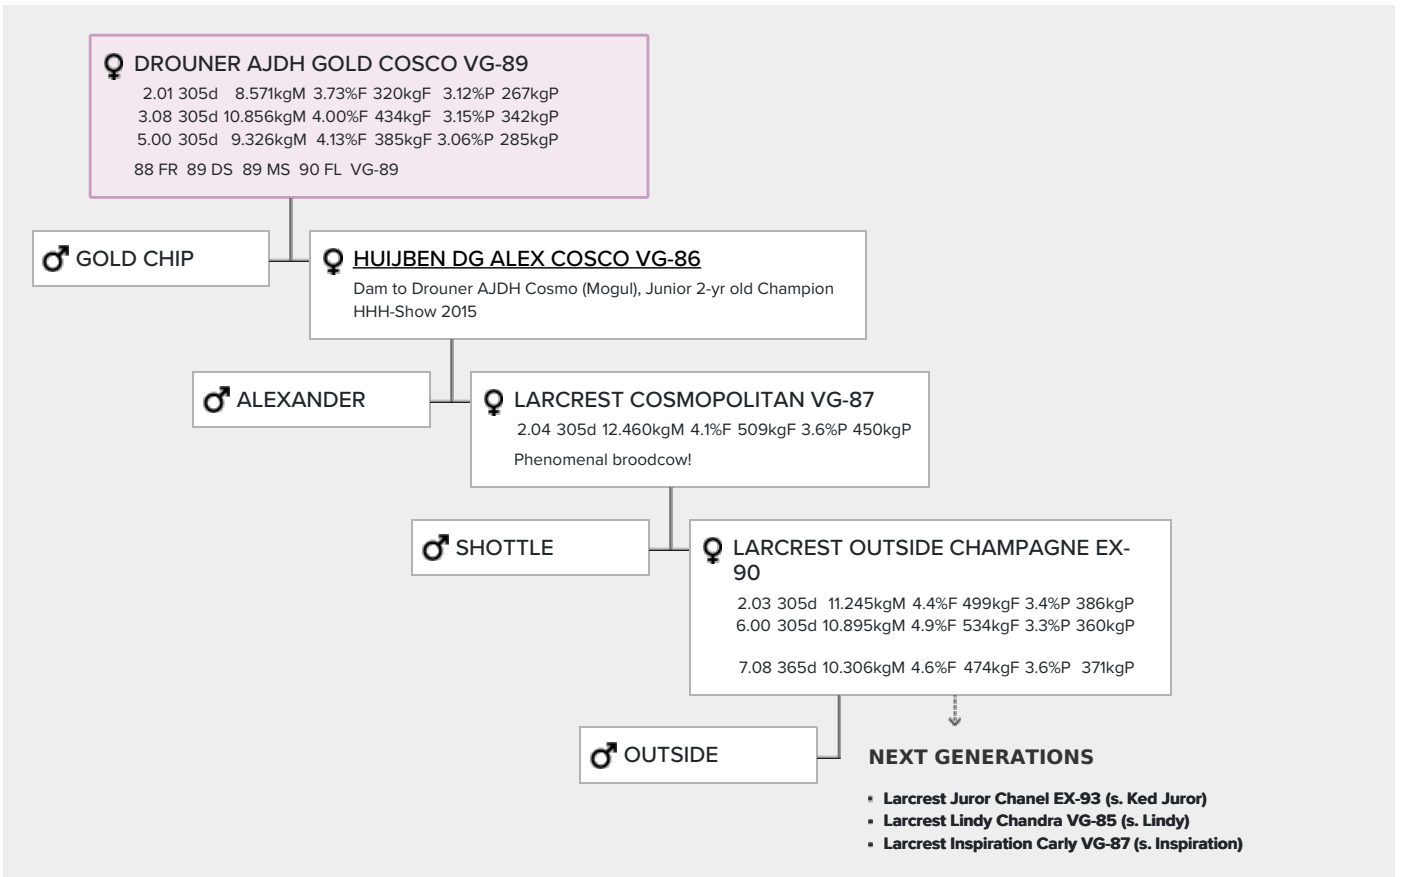 DROUNER AJDH GOLD COSCO VG-89
2.01 305d 8.571kgM 3.73%F 320kgF 3.12%P 267kgP
3.08 305d 10.856kgM 4.00%F 434kgF 3.15%P 342kgP
5.00 305d 9.326kgM 4.13%F 385kgF 3.06%P 285kgP
88 FR 89 DS 89 MS 90 FL VG-89
GOLD CHIP
HUIJBEN DG ALEX COSCO VG-86
Dam to Drouner AJDH Cosmo (Mogul), Junior 2-yr old Champion
HHH-Show 2015
ALEXANDER
LARCREST COSMOPOLITAN VG-87
2.04 305d 12.460kgM 4.1%F 509kgF 3.6%P 450kgP
Phenomenal broodcow!
SHOTTLE
LARCREST OUTSIDE CHAMPAGNE EX-
90
2.03 305d 11.245kgM 4.4%F 499kgF 3.4%P 386kgP
6.00 305d 10.895kgM 4.9%F 534kgF 3.3%P 360kgP
7.08 365d 10.306kgM 4.6%F 474kgF 3.6%P 371kgP
OUTSIDE
NEXT GENERATIONS
Larcrest Juror Chanel EX-93 (s. Ked Juror)
Larcrest Lindy Chandra VG-85 (s. Lindy)
Larcrest Inspiration Carly VG-87 (s. Inspiration)